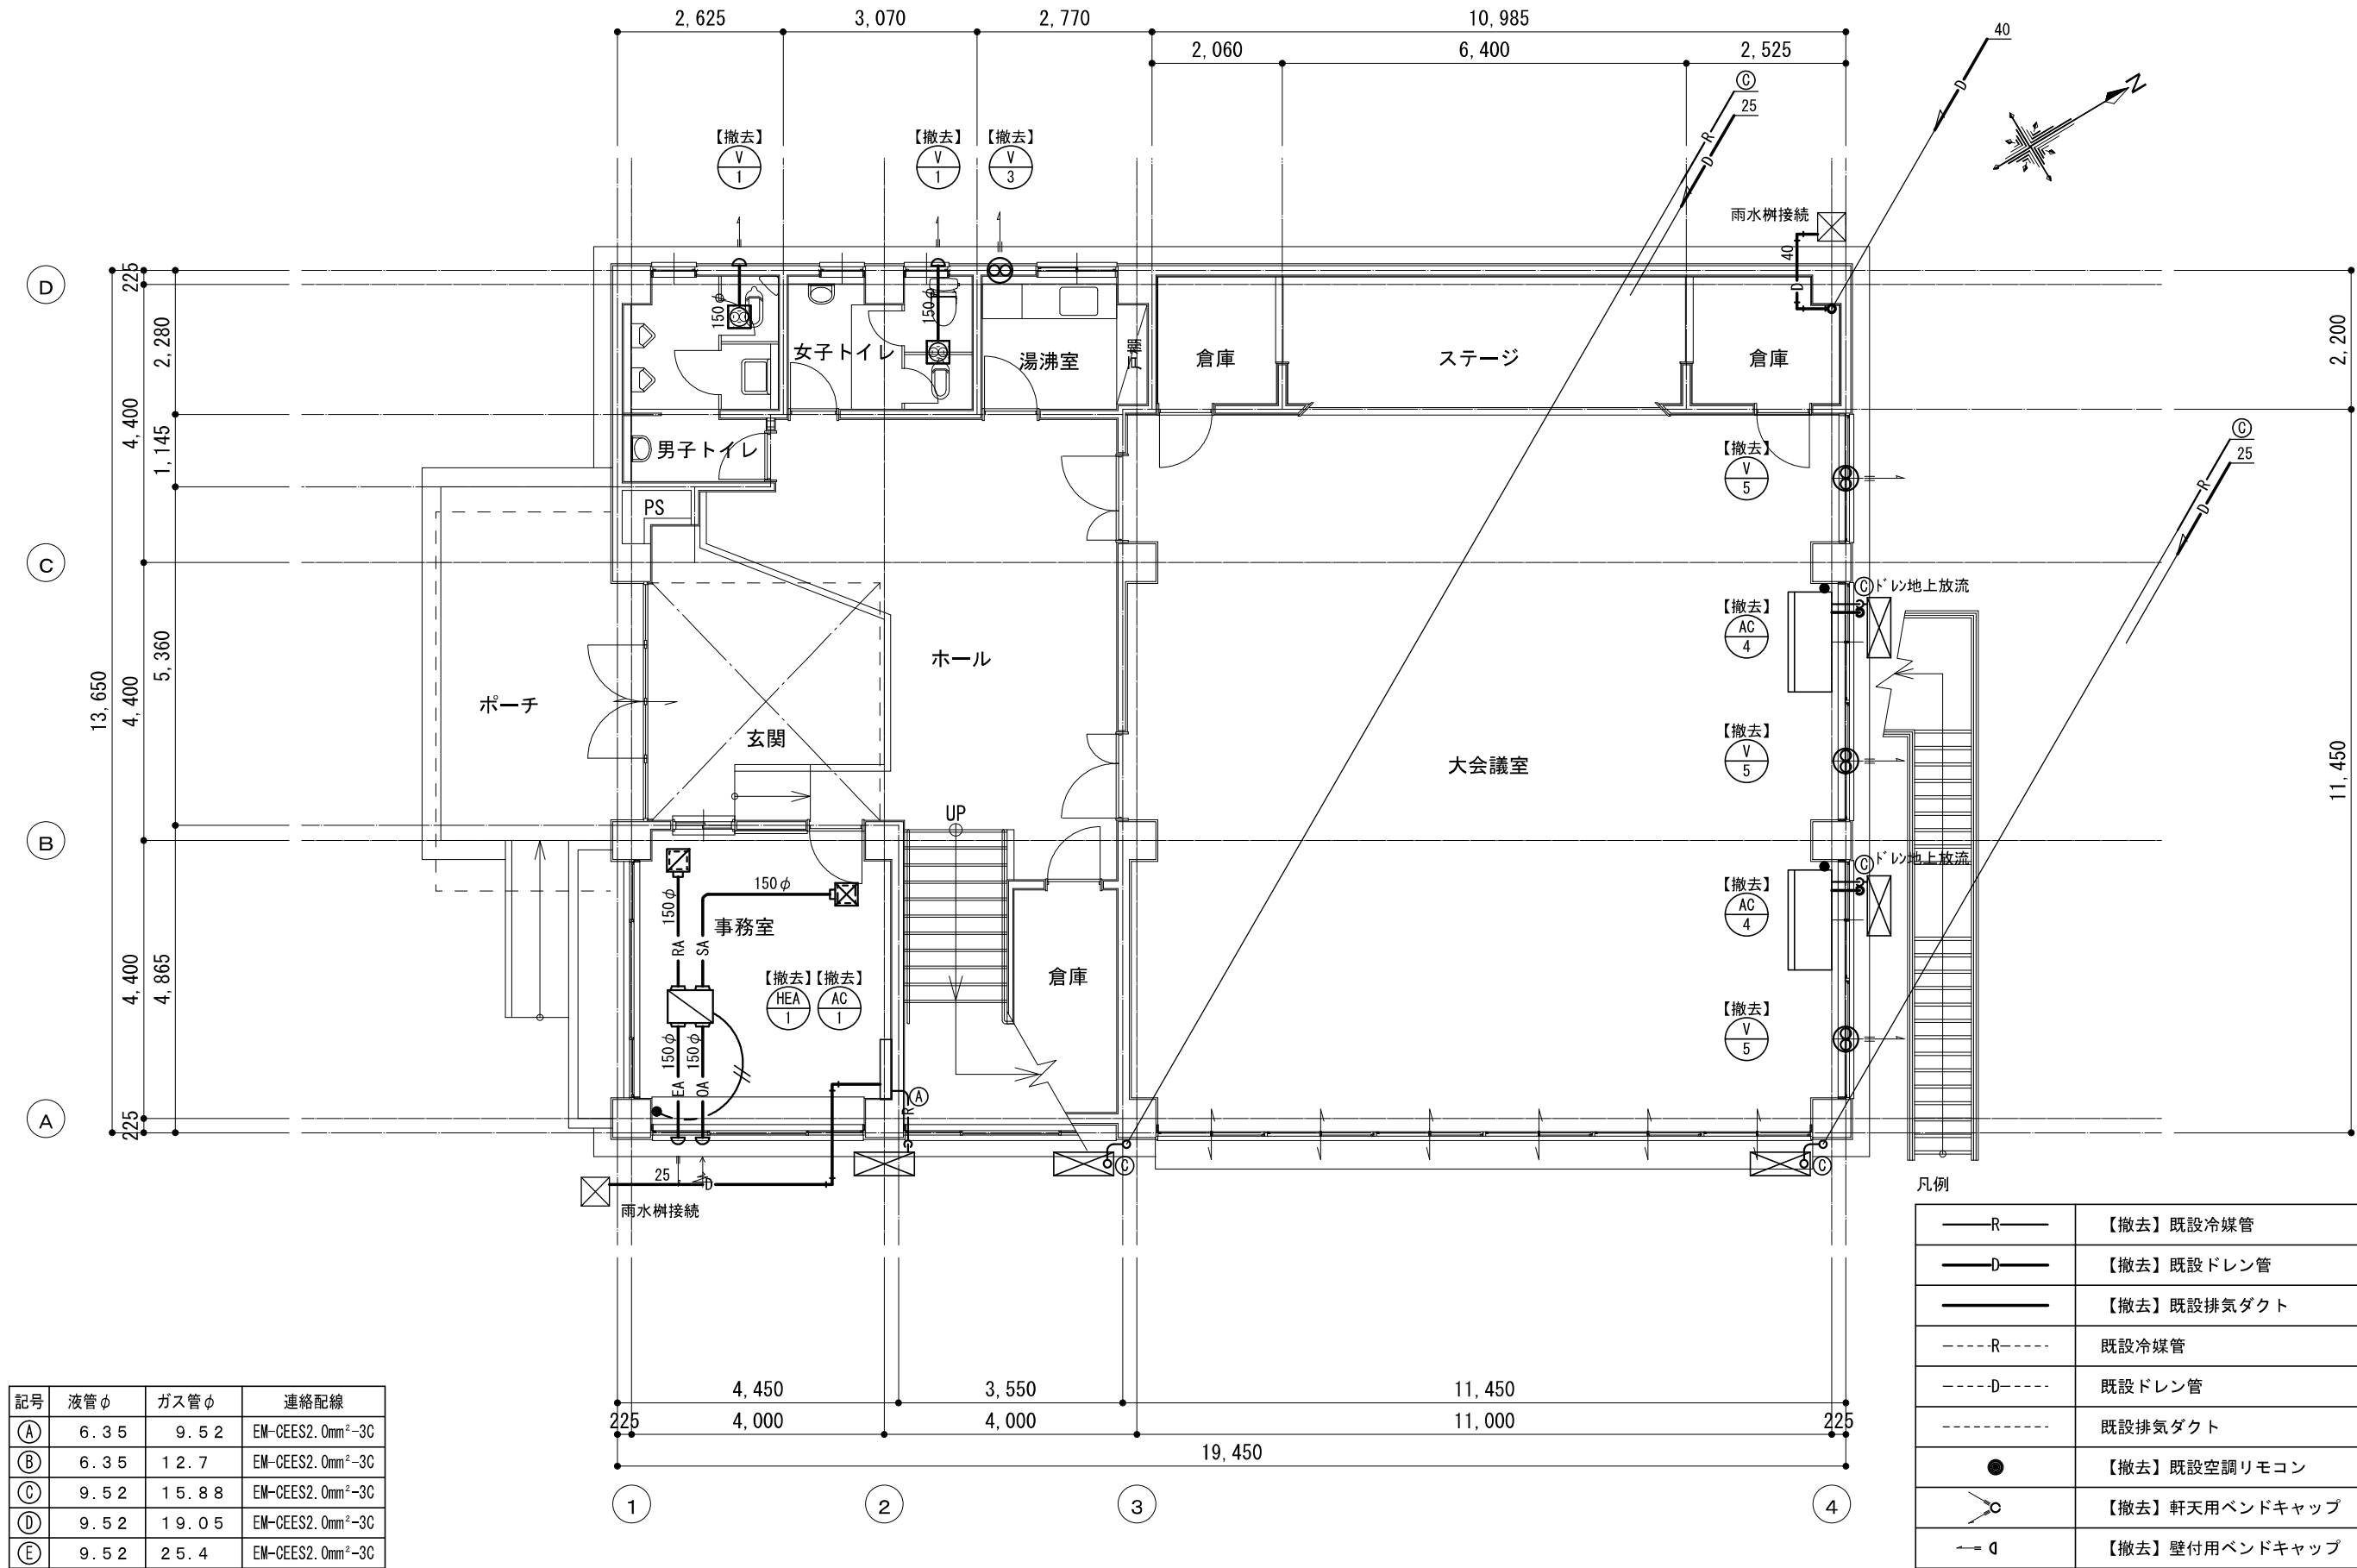 2,625
3,070
2,770
10,985
2,060
6,400
2,525
40
N
Ⓒ
25
R
D
D
【撤去】
V
1
【撤去】
V
1
【撤去】
V
3
雨水桝接続
40
D
D
225
2,280
4,400
1,145
5,360
13,650
4,400
4,400
4,865
225
2,200
11,450
150φ
150φ
女子トイレ
湯沸室
戸棚
倉庫
ステージ
倉庫
男子トイレ
PS
【撤去】
V
5
Ⓒ
25
R
D
C
ポーチ
玄関
ホール
【撤去】
AC
4
Ⓒ
ドレン地上放流
【撤去】
V
5
大会議室
B
UP
【撤去】
AC
4
Ⓒ
ドレン地上放流
150φ
150φ
事務室
RA
SA
【撤去】
HEA
1
【撤去】
AC
1
倉庫
【撤去】
V
5
150φ
150φ
EA
OA
Ⓐ
R
A
Ⓒ
Ⓒ
25
D
雨水桝接続
4,450
3,550
11,450
225
4,000
4,000
11,000
225
19,450
1
2
3
4
凡例
R 【撤去】既設冷媒管
D 【撤去】既設ドレン管
【撤去】既設排気ダクト
R 既設冷媒管
D 既設ドレン管
既設排気ダクト
【撤去】既設空調リモコン
【撤去】軒天用ベンドキャップ
【撤去】壁付用ベンドキャップ
記号 液管φ ガス管φ 連絡配線
Ⓐ 6.35 9.52 EM-CEES2.0mm²-3C
Ⓑ 6.35 12.7 EM-CEES2.0mm²-3C
Ⓒ 9.52 15.88 EM-CEES2.0mm²-3C
Ⓓ 9.52 19.05 EM-CEES2.0mm²-3C
Ⓔ 9.52 25.4 EM-CEES2.0mm²-3C